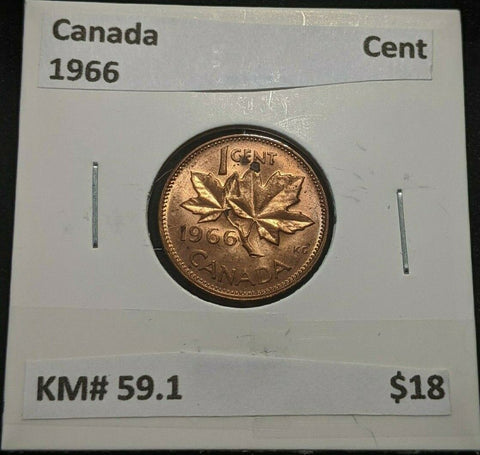 Canada Cent
1966
1 CENT
1966 KG
CANADA
KM# 59.1 $18